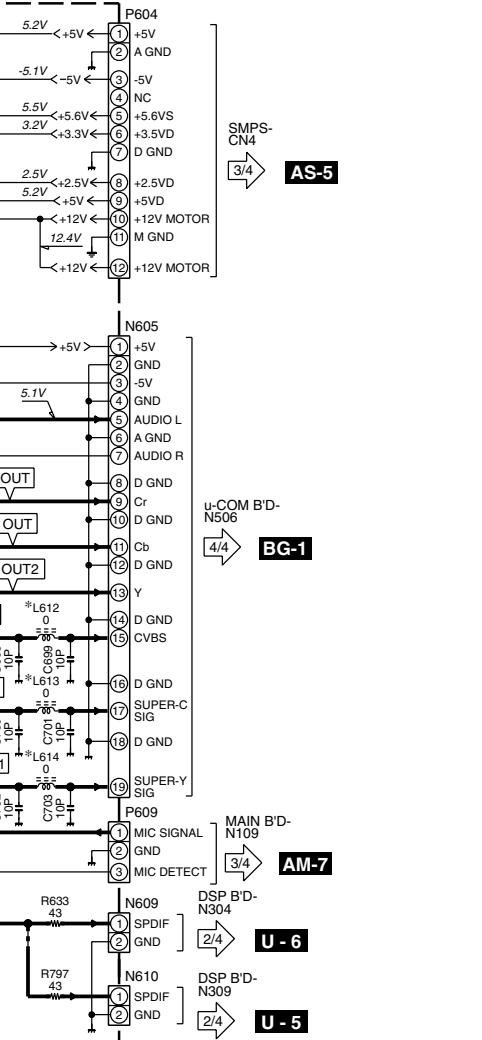 P604
5.2V +5V 1 +5V
2 A GND
-5.1V -5V 3 -5V
4 NC
5.5V +5.6V 5 +5.6VS
3.2V +3.3V 6 +3.5VD
7 D GND
2.5V +2.5V 8 +2.5VD
5.2V +5V 9 +5VD
+12V 10 +12V MOTOR
12.4V 11 M GND
+12V 12 +12V MOTOR
SMPS-
CN4
3/4 AS-5
N605
+5V 1 +5V
2 GND
3 -5V
5.1V 4 GND
5 AUDIO L
6 A GND
7 AUDIO R
8 D GND
OUT 9 Cr
10 D GND
OUT 11 Cb
12 D GND
OUT2 13 Y
14 D GND
*L612
0
15 CVBS
C699
10P
10P
16 D GND
*L613
0
17 SUPER-C
SIG
C701
10P
10P
18 D GND
1
*L614
0
19 SUPER-Y
SIG
C703
10P
10P
u-COM B'D-
N506
4/4 BG-1
P609
1 MIC SIGNAL
2 GND
3 MIC DETECT
MAIN B'D-
N109
3/4 AM-7
N609
R633
43
1 SPDIF
2 GND
DSP B'D-
N304
2/4 U - 6
N610
R797
43
1 SPDIF
2 GND
DSP B'D-
N309
2/4 U - 5